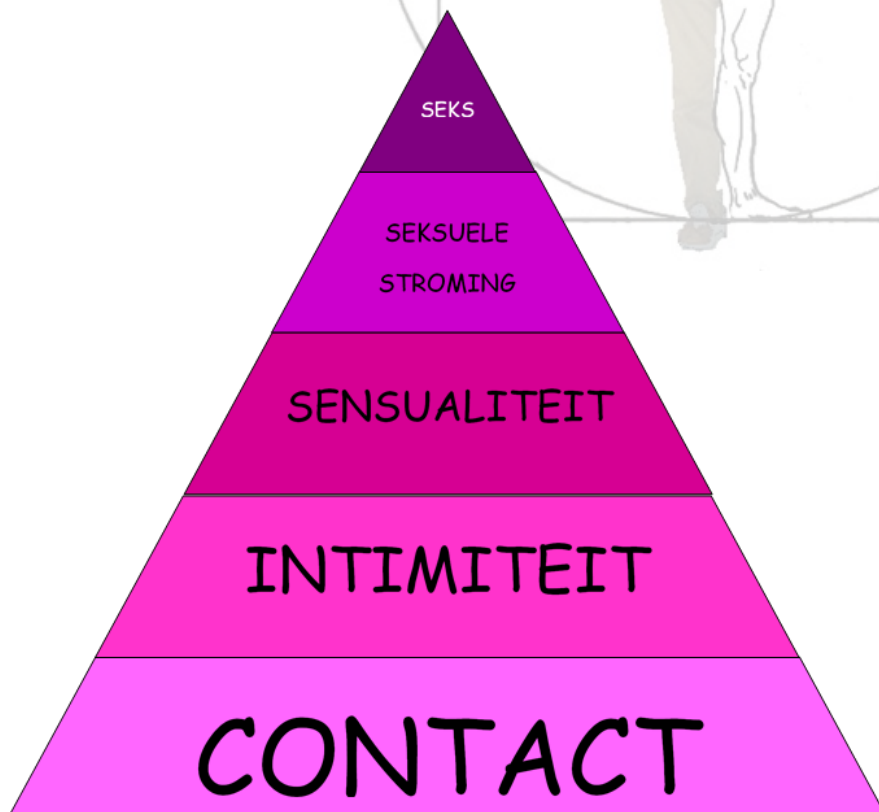 SEKS
SEKSUELE
STROMING
SENSUALITEIT
INTIMITEIT
CONTACT